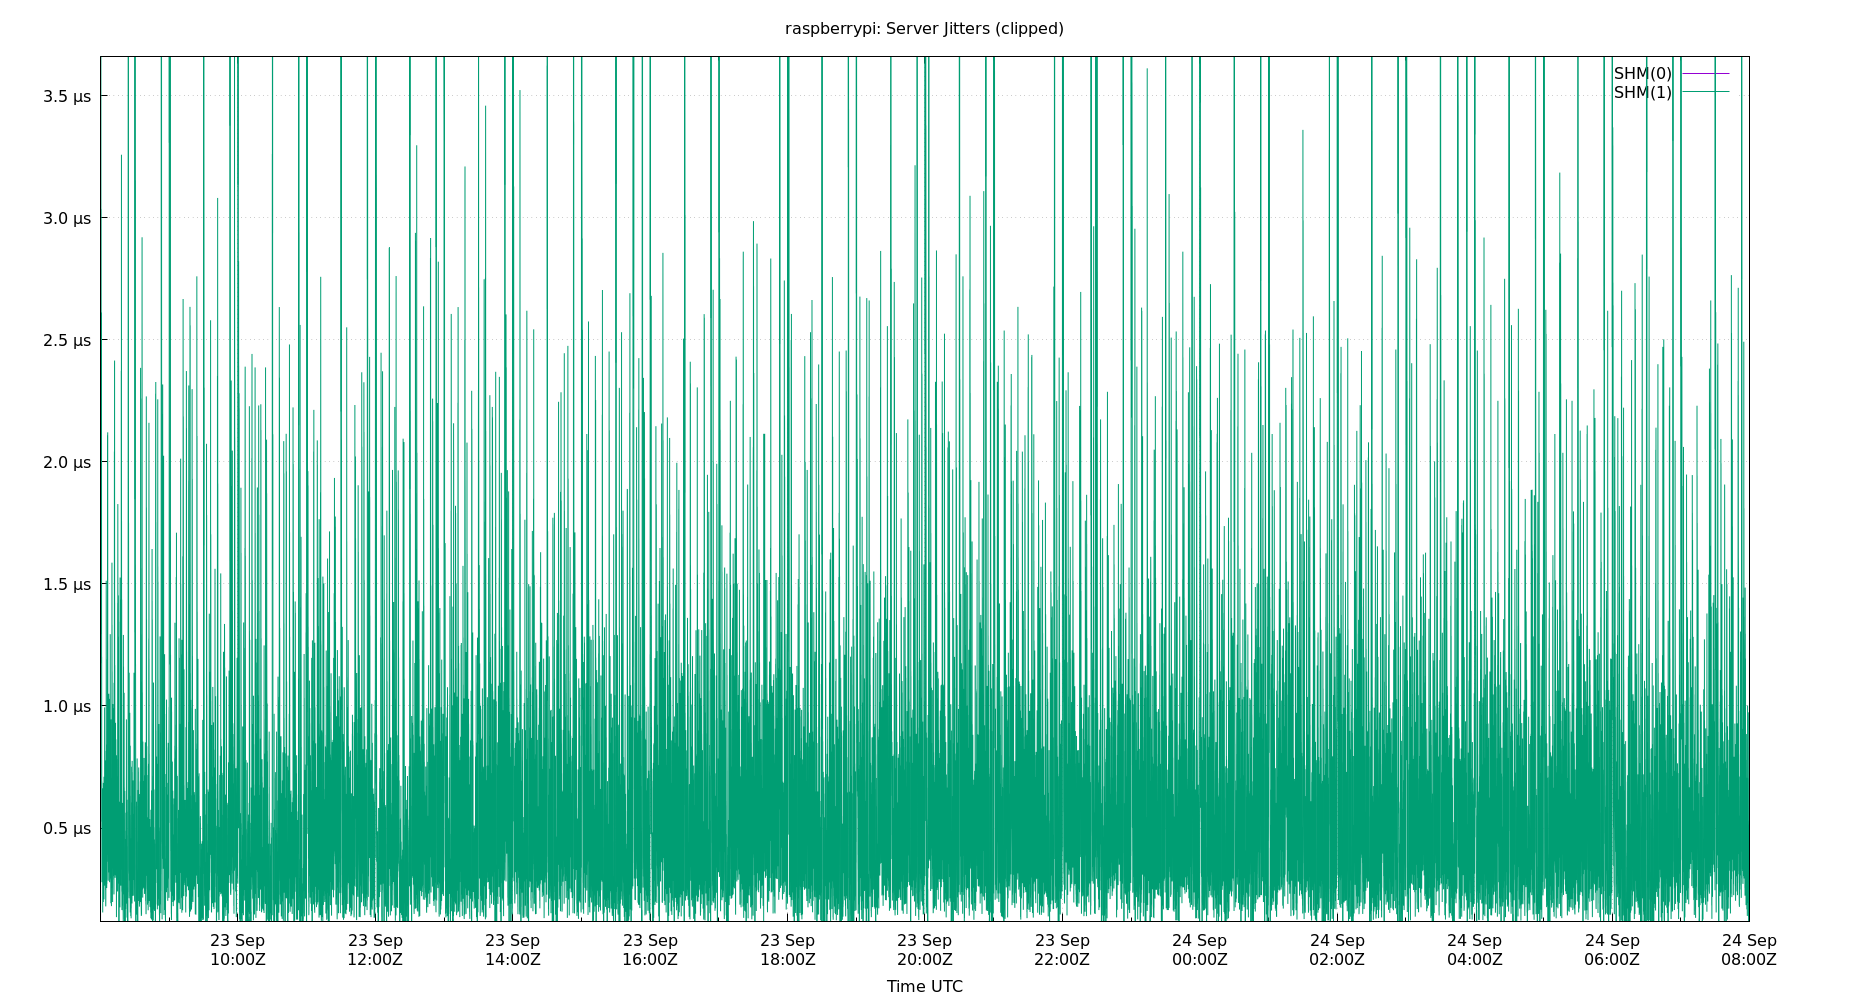 raspberrypi: Server Jitters (clipped)
SHM(0)
SHM(1)
3.5 µs
3.0 µs
2.5 µs
2.0 µs
1.5 µs
1.0 µs
0.5 µs
23 Sep 23 Sep 23 Sep 23 Sep 23 Sep 23 Sep 23 Sep 24 Sep 24 Sep 24 Sep 24 Sep 24 Sep
10:00Z 12:00Z 14:00Z 16:00Z 18:00Z 20:00Z 22:00Z 00:00Z 02:00Z 04:00Z 06:00Z 08:00Z
Time UTC